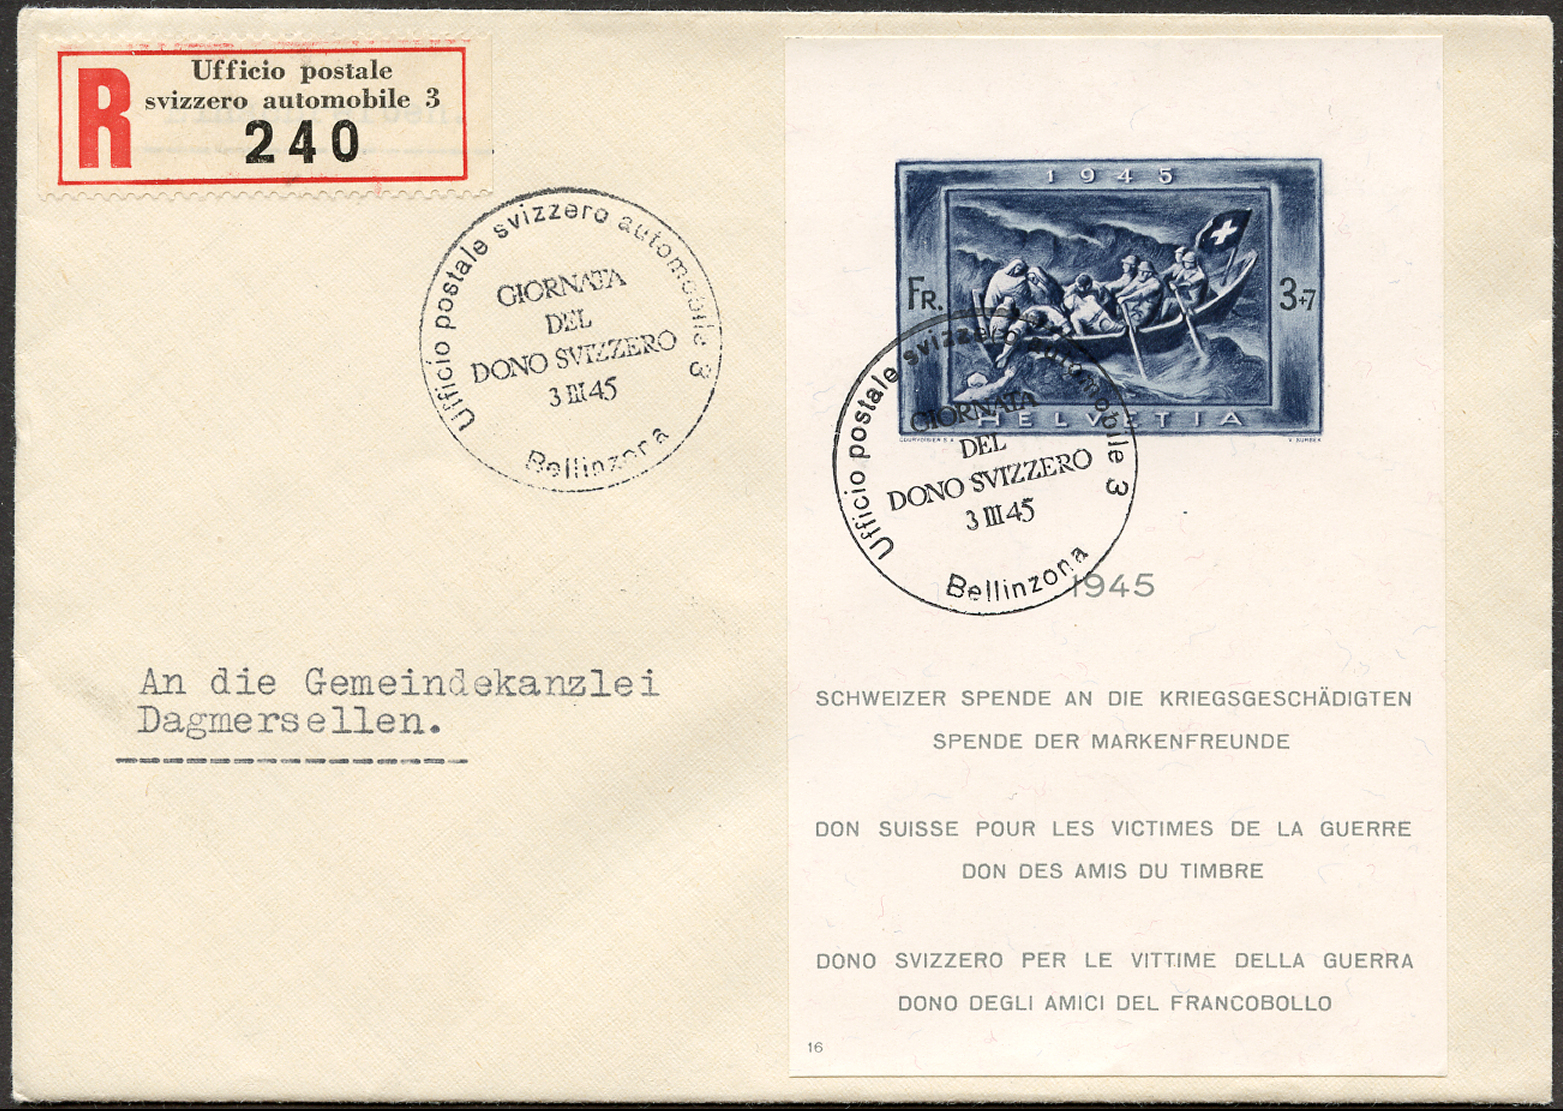 Ufficio postale
svizzero automobile 3
R
240
Ufficio postale svizzero automobile 3
GIORNATA
DEL
DONO SVIZZERO
3 III 45
Bellinzona
An die Gemeindekanzlei
Dagmersellen.
1945
FR.
3+7
HELVETIA
COURVOISIER S.A.
Ufficio postale svizzero automobile 3
GIORNATA
DEL
DONO SVIZZERO
3 III 45
Bellinzona
1945
SCHWEIZER SPENDE AN DIE KRIEGSGESCHÄDIGTEN
SPENDE DER MARKENFREUNDE
DON SUISSE POUR LES VICTIMES DE LA GUERRE
DON DES AMIS DU TIMBRE
DONO SVIZZERO PER LE VITTIME DELLA GUERRA
DONO DEGLI AMICI DEL FRANCOBOLLO
16